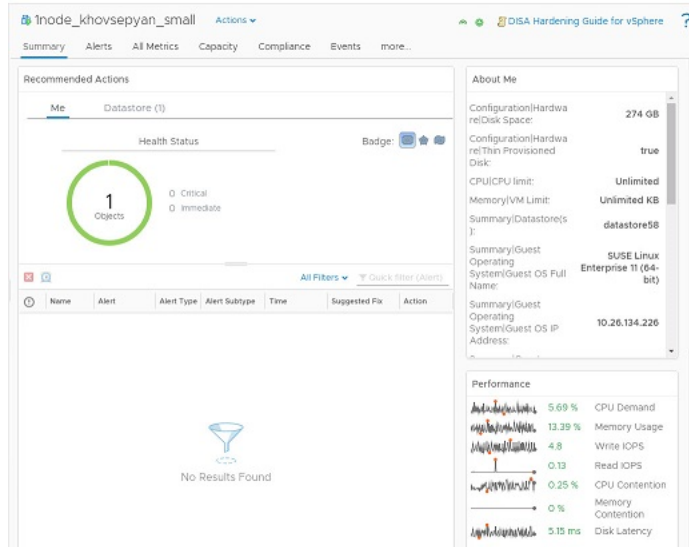 1node_khovsepyan_small Actions DISA Hardening Guide for vSphere ?
Summary Alerts All Metrics Capacity Compliance Events more...
Recommended Actions
Me Datastore (1)
Health Status Badge:
1
Objects
0 Critical
0 Immediate
All Filters Quick filter (Alert)
Name Alert Alert Type Alert Subtype Time Suggested Fix Action
No Results Found
About Me
Configuration|Hardwa
re|Disk Space: 274 GB
Configuration|Hardwa
re|Thin Provisioned
Disk: true
CPU|CPU limit: Unlimited
Memory|VM Limit: Unlimited KB
Summary|Datastore(s
): datastore58
Summary|Guest
Operating
System|Guest OS Full
Name:
SUSE Linux
Enterprise 11 (64-
bit)
Summary|Guest
Operating
System|Guest OS IP
Address: 10.26.134.226
Performance
5.69 % CPU Demand
13.39 % Memory Usage
4.8 Write IOPS
0.13 Read IOPS
0.25 % CPU Contention
0 % Memory
Contention
5.15 ms Disk Latency